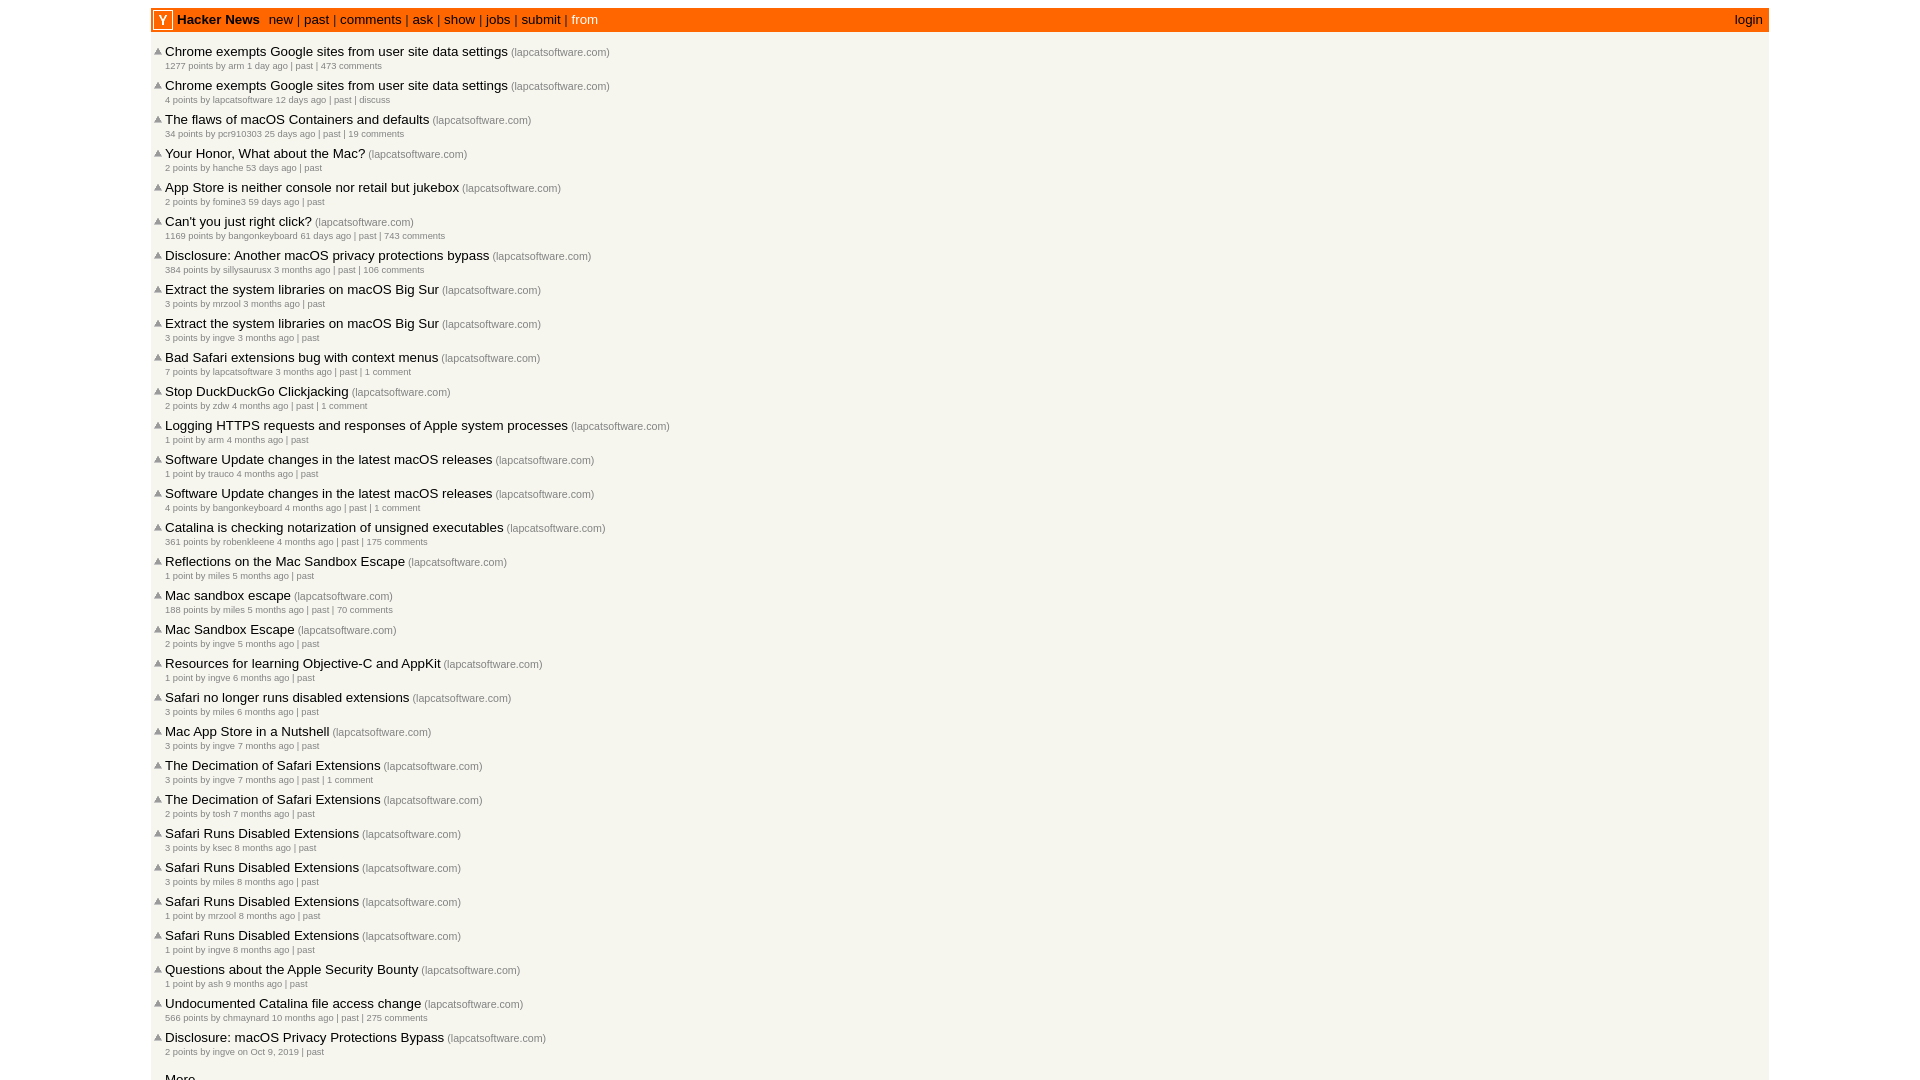 Y Hacker News new | past | comments | ask | show | jobs | submit | from login
Chrome exempts Google sites from user site data settings (lapcatsoftware.com)
1277 points by arm 1 day ago | past | 473 comments
Chrome exempts Google sites from user site data settings (lapcatsoftware.com)
4 points by lapcatsoftware 12 days ago | past | discuss
The flaws of macOS Containers and defaults (lapcatsoftware.com)
34 points by pcr910303 25 days ago | past | 19 comments
Your Honor, What about the Mac? (lapcatsoftware.com)
2 points by hanche 53 days ago | past
App Store is neither console nor retail but jukebox (lapcatsoftware.com)
2 points by fomine3 59 days ago | past
Can't you just right click? (lapcatsoftware.com)
1169 points by bangonkeyboard 61 days ago | past | 743 comments
Disclosure: Another macOS privacy protections bypass (lapcatsoftware.com)
384 points by sillysaurusx 3 months ago | past | 106 comments
Extract the system libraries on macOS Big Sur (lapcatsoftware.com)
3 points by mrzool 3 months ago | past
Extract the system libraries on macOS Big Sur (lapcatsoftware.com)
3 points by ingve 3 months ago | past
Bad Safari extensions bug with context menus (lapcatsoftware.com)
7 points by lapcatsoftware 3 months ago | past | 1 comment
Stop DuckDuckGo Clickjacking (lapcatsoftware.com)
2 points by zdw 4 months ago | past | 1 comment
Logging HTTPS requests and responses of Apple system processes (lapcatsoftware.com)
1 point by arm 4 months ago | past
Software Update changes in the latest macOS releases (lapcatsoftware.com)
1 point by trauco 4 months ago | past
Software Update changes in the latest macOS releases (lapcatsoftware.com)
4 points by bangonkeyboard 4 months ago | past | 1 comment
Catalina is checking notarization of unsigned executables (lapcatsoftware.com)
361 points by robenkleene 4 months ago | past | 175 comments
Reflections on the Mac Sandbox Escape (lapcatsoftware.com)
1 point by miles 5 months ago | past
Mac sandbox escape (lapcatsoftware.com)
188 points by miles 5 months ago | past | 70 comments
Mac Sandbox Escape (lapcatsoftware.com)
2 points by ingve 5 months ago | past
Resources for learning Objective-C and AppKit (lapcatsoftware.com)
1 point by ingve 6 months ago | past
Safari no longer runs disabled extensions (lapcatsoftware.com)
3 points by miles 6 months ago | past
Mac App Store in a Nutshell (lapcatsoftware.com)
3 points by ingve 7 months ago | past
The Decimation of Safari Extensions (lapcatsoftware.com)
3 points by ingve 7 months ago | past | 1 comment
The Decimation of Safari Extensions (lapcatsoftware.com)
2 points by tosh 7 months ago | past
Safari Runs Disabled Extensions (lapcatsoftware.com)
3 points by ksec 8 months ago | past
Safari Runs Disabled Extensions (lapcatsoftware.com)
3 points by miles 8 months ago | past
Safari Runs Disabled Extensions (lapcatsoftware.com)
1 point by mrzool 8 months ago | past
Safari Runs Disabled Extensions (lapcatsoftware.com)
1 point by ingve 8 months ago | past
Questions about the Apple Security Bounty (lapcatsoftware.com)
1 point by ash 9 months ago | past
Undocumented Catalina file access change (lapcatsoftware.com)
566 points by chmaynard 10 months ago | past | 275 comments
Disclosure: macOS Privacy Protections Bypass (lapcatsoftware.com)
2 points by ingve on Oct 9, 2019 | past
More